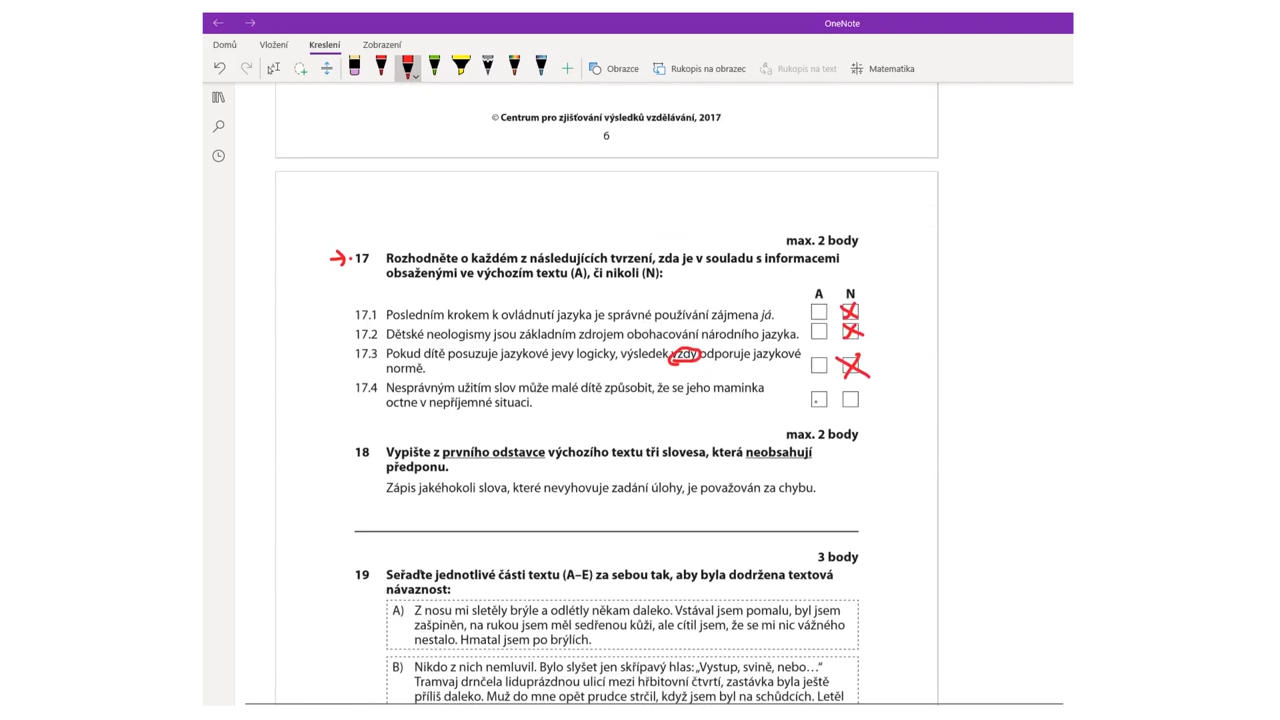 OneNote
Domů Vložení Kreslení Zobrazení
Obrazce Rukopis na obrazec Rukopis na text Matematika
© Centrum pro zjišťování výsledků vzdělávání, 2017
6
max. 2 body
17 Rozhodněte o každém z následujících tvrzení, zda je v souladu s informacemi
obsaženými ve výchozím textu (A), či nikoli (N):
A N
17.1 Posledním krokem k ovládnutí jazyka je správné používání zájmena já.
17.2 Dětské neologismy jsou základním zdrojem obohacování národního jazyka.
17.3 Pokud dítě posuzuje jazykové jevy logicky, výsledek vždy odporuje jazykové
normě.
17.4 Nesprávným užitím slov může malé dítě způsobit, že se jeho maminka
octne v nepříjemné situaci.
max. 2 body
18 Vypište z prvního odstavce výchozího textu tři slovesa, která neobsahují
předponu.
Zápis jakéhokoli slova, které nevyhovuje zadání úlohy, je považován za chybu.
3 body
19 Seřaďte jednotlivé části textu (A–E) za sebou tak, aby byla dodržena textová
návaznost:
A) Z nosu mi sletěly brýle a odlétly někam daleko. Vstával jsem pomalu, byl jsem
zašpiněn, na rukou jsem měl sedřenou kůži, ale cítil jsem, že se mi nic vážného
nestalo. Hmatal jsem po brýlích.
B) Nikdo z nich nemluvil. Bylo slyšet jen skřípavý hlas: „Vystup, svině, nebo…“
Tramvaj drnčela liduprázdnou ulicí mezi hřbitovní čtvrtí, zastávka byla ještě
příliš daleko. Muž do mne opět prudce strčil, když jsem byl na schůdcích. Letěl